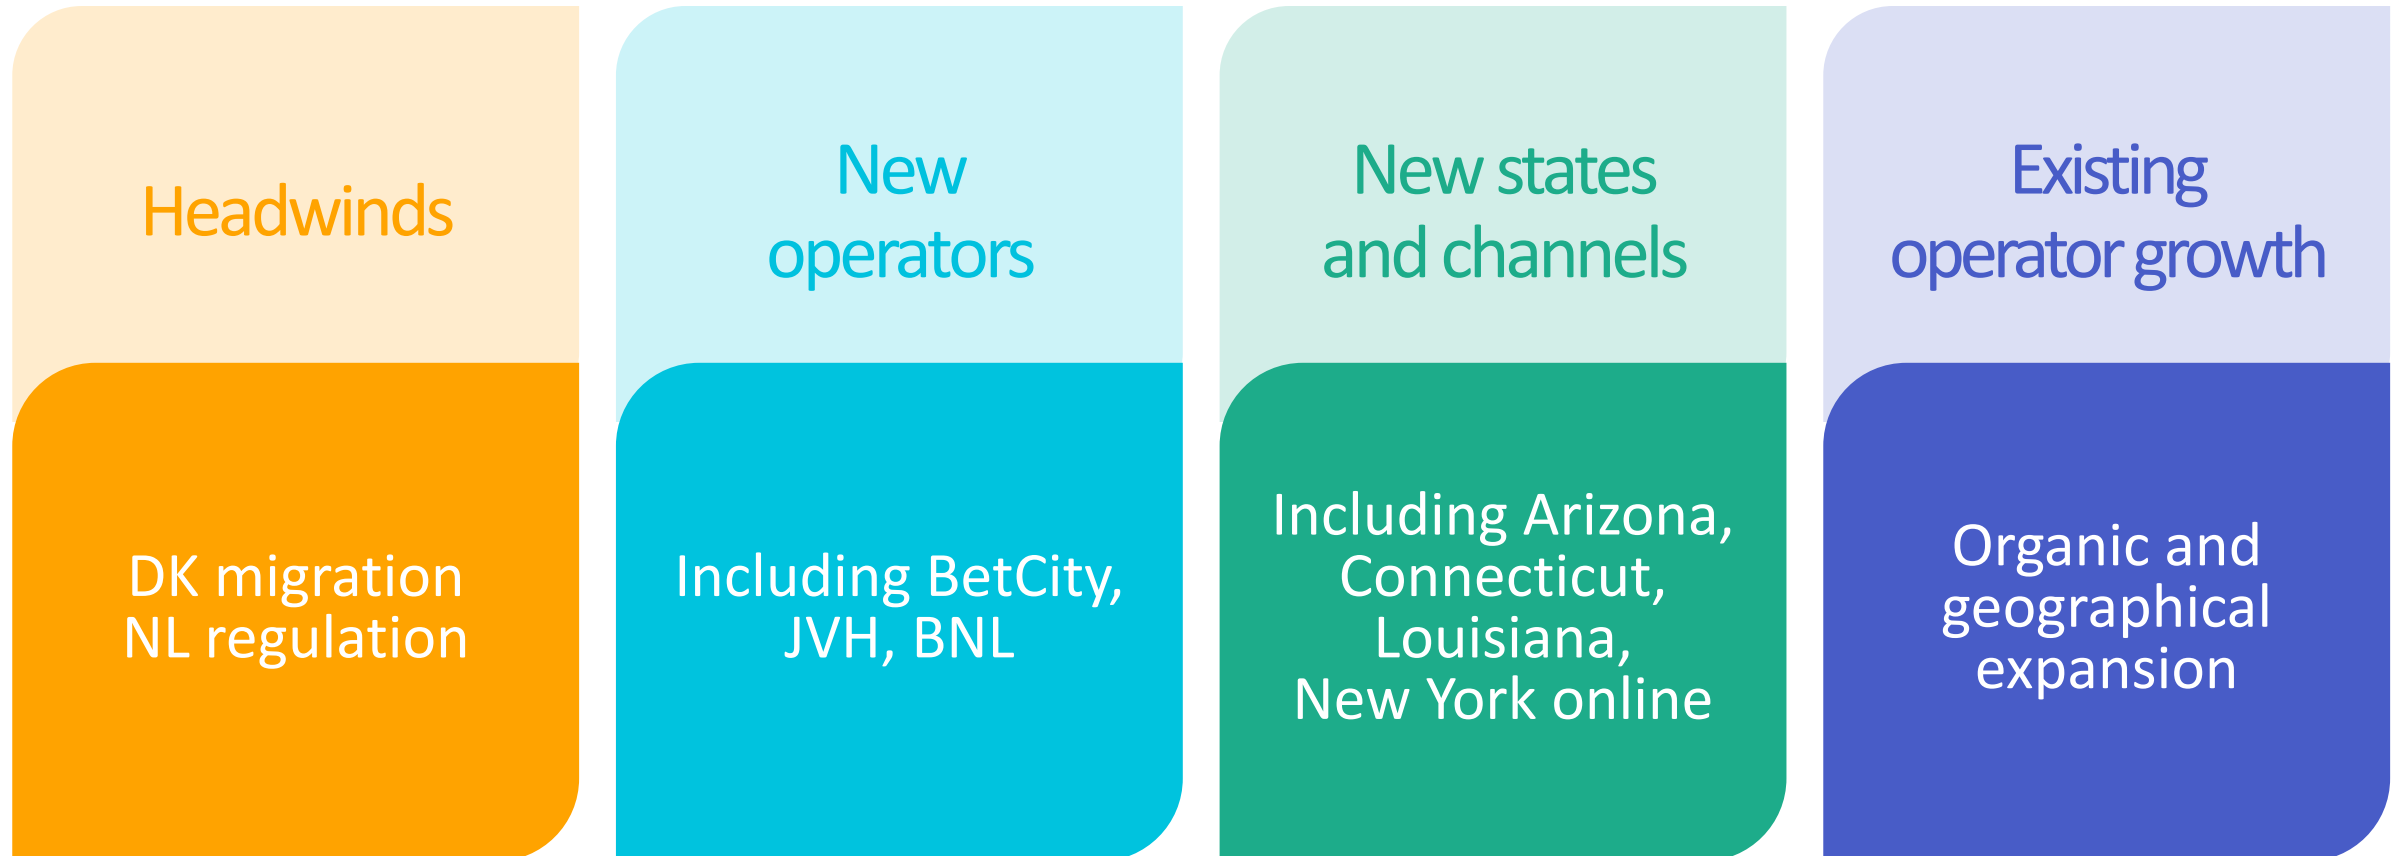 Headwinds
DK migration
NL regulation
New
operators
Including BetCity,
JVH, BNL
New states
and channels
Including Arizona,
Connecticut,
Louisiana,
New York online
Existing
operator growth
Organic and
geographical
expansion